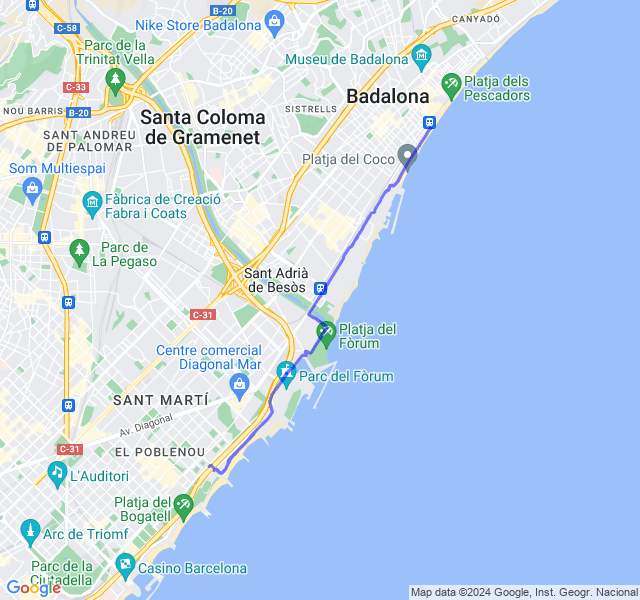 B-20
CANYADÓ
C-58
Nike Store Badalona
Parc de la
Trinitat Vella
Museu de Badalona
C-33
Platja dels
Pescadors
Badalona
NOU BARRIS
B-20
SISTRELLS
Santa Coloma
de Gramenet
SANT ANDREU
DE PALOMAR
Platja del Coco
Som Multiespai
Fàbrica de Creació
Fabra i Coats
Parc de
La Pegaso
Sant Adrià
de Besòs
C-31
Platja del
Fòrum
Centre comercial
Diagonal Mar
Parc del Fòrum
SANT MARTÍ
Av. Diagonal
C-31
EL POBLENOU
L'Auditori
Platja del
Bogatell
Arc de Triomf
Parc de la
Ciutadella
Casino Barcelona
Google
Map data ©2024 Google, Inst. Geogr. Nacional